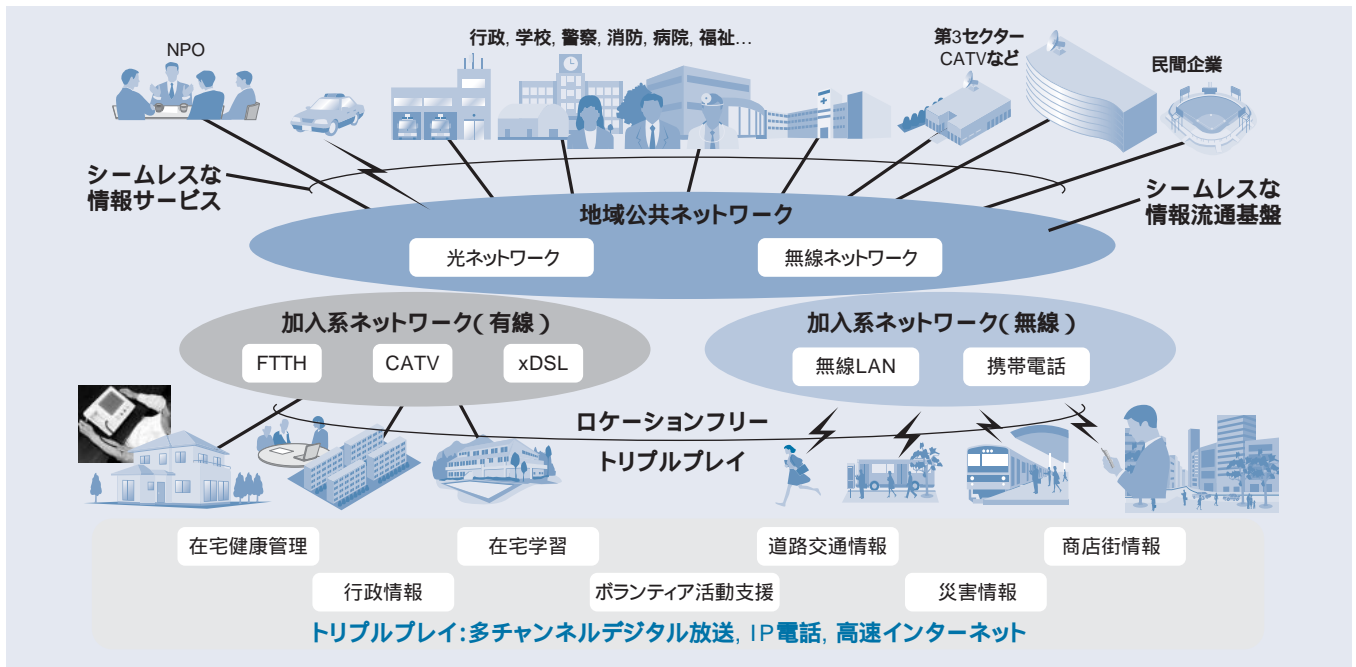 NPO
行政, 学校, 警察, 消防, 病院, 福祉…
第3セクター
CATVなど
民間企業
シームレスな
情報サービス
シームレスな
情報流通基盤
地域公共ネットワーク
光ネットワーク
無線ネットワーク
加入系ネットワーク(有線)
FTTH
CATV
xDSL
加入系ネットワーク(無線)
無線LAN
携帯電話
ロケーションフリー
トリプルプレイ
在宅健康管理
在宅学習
道路交通情報
商店街情報
行政情報
ボランティア活動支援
災害情報
トリプルプレイ:多チャンネルデジタル放送, IP電話, 高速インターネット